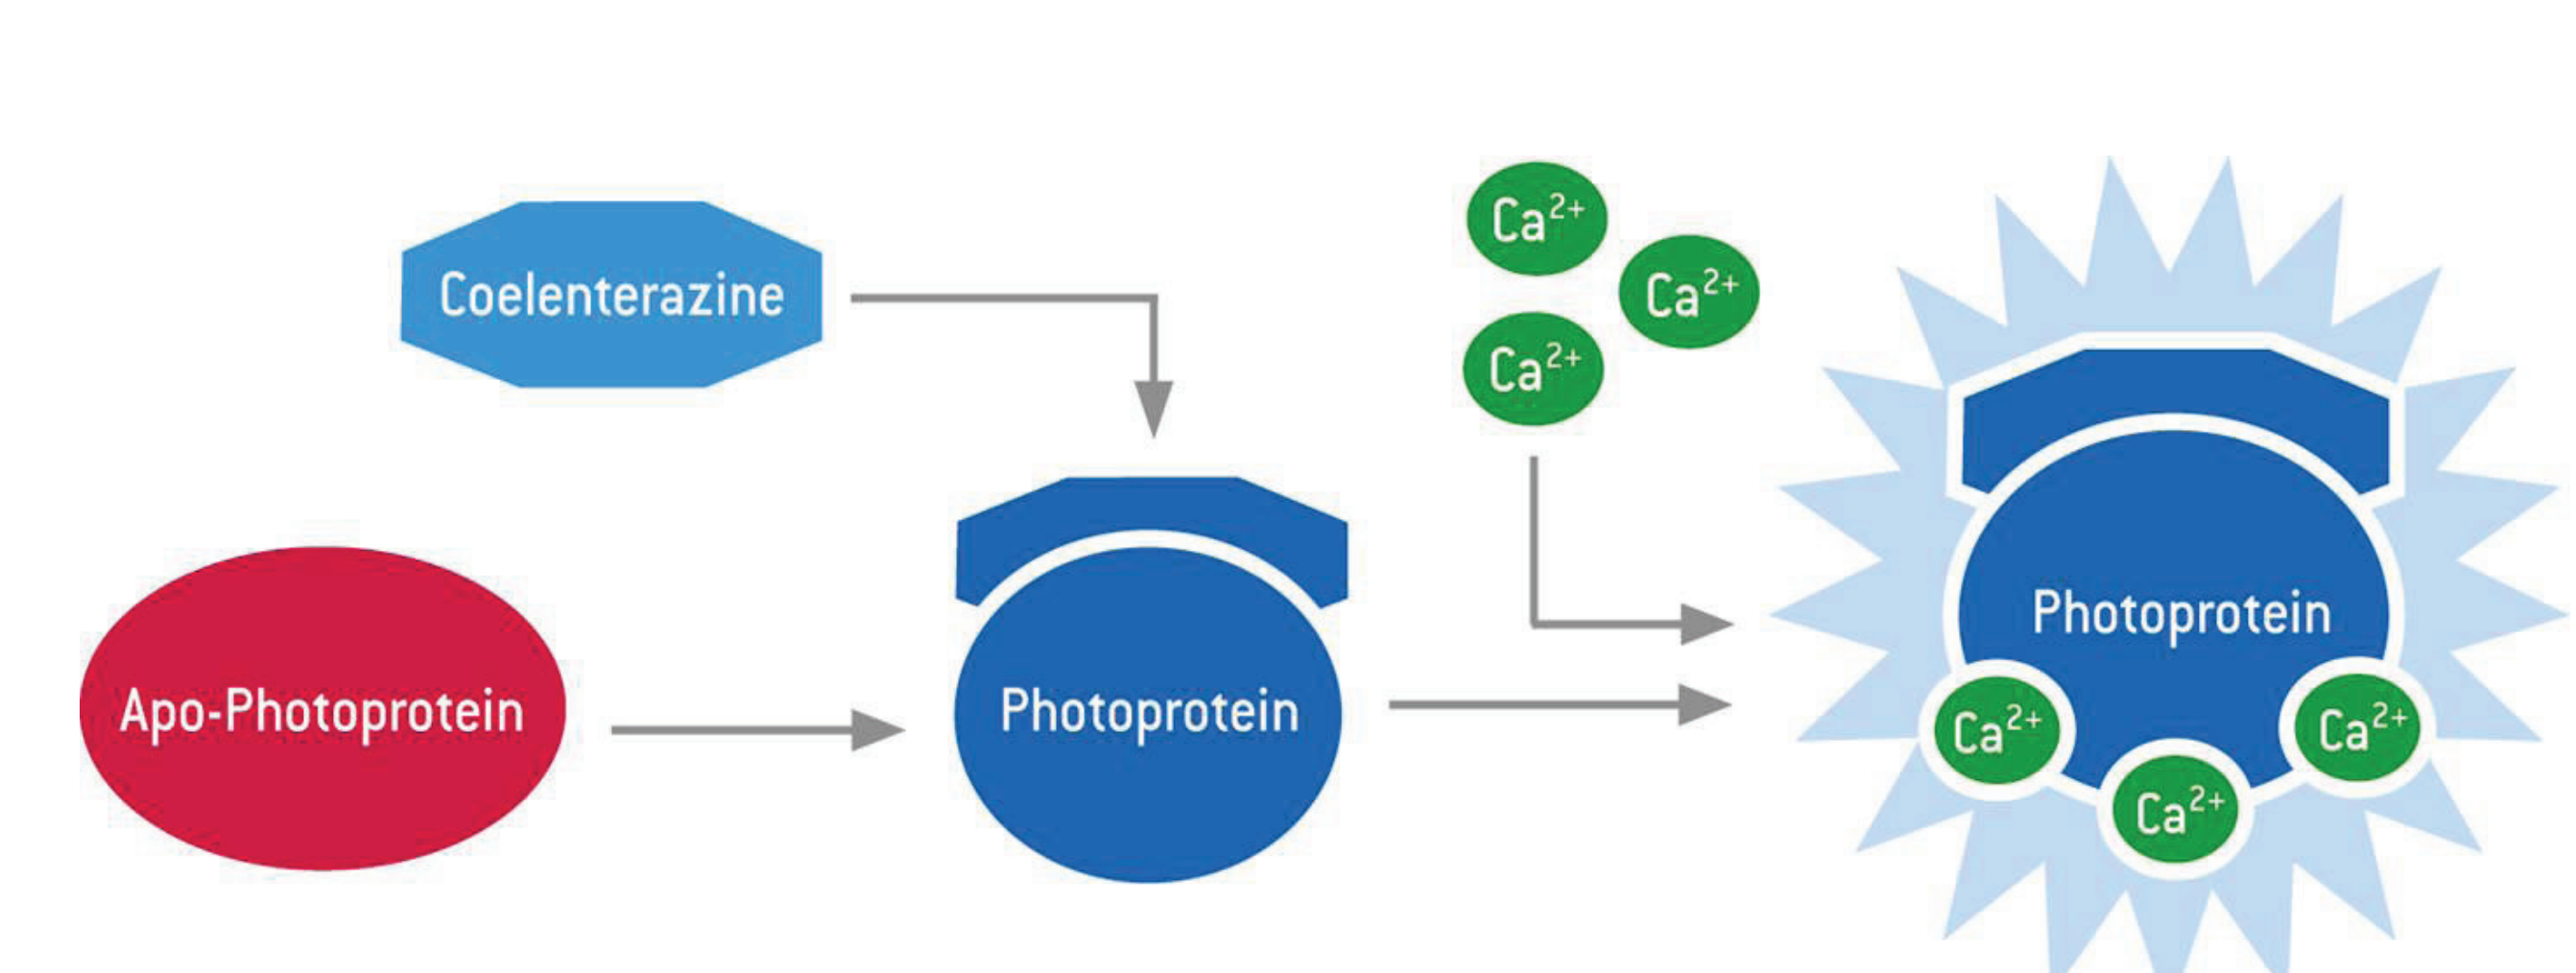 Coelenterazine
Apo-Photoprotein
Photoprotein
Ca²⁺
Ca²⁺
Ca²⁺
Photoprotein
Ca²⁺
Ca²⁺
Ca²⁺